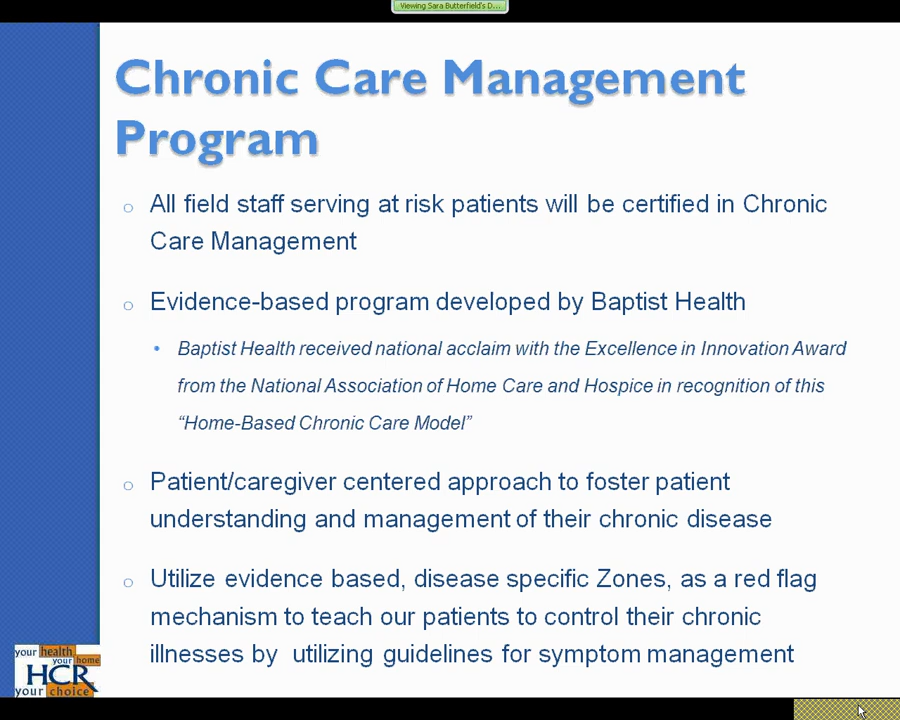 Viewing Sara Butterfield's D...
Chronic Care Management
Program
All field staff serving at risk patients will be certified in Chronic
Care Management
Evidence-based program developed by Baptist Health
Baptist Health received national acclaim with the Excellence in Innovation Award
from the National Association of Home Care and Hospice in recognition of this
“Home-Based Chronic Care Model”
Patient/caregiver centered approach to foster patient
understanding and management of their chronic disease
Utilize evidence based, disease specific Zones, as a red flag
mechanism to teach our patients to control their chronic
illnesses by  utilizing guidelines for symptom management
your health
your home
HCR
your choice